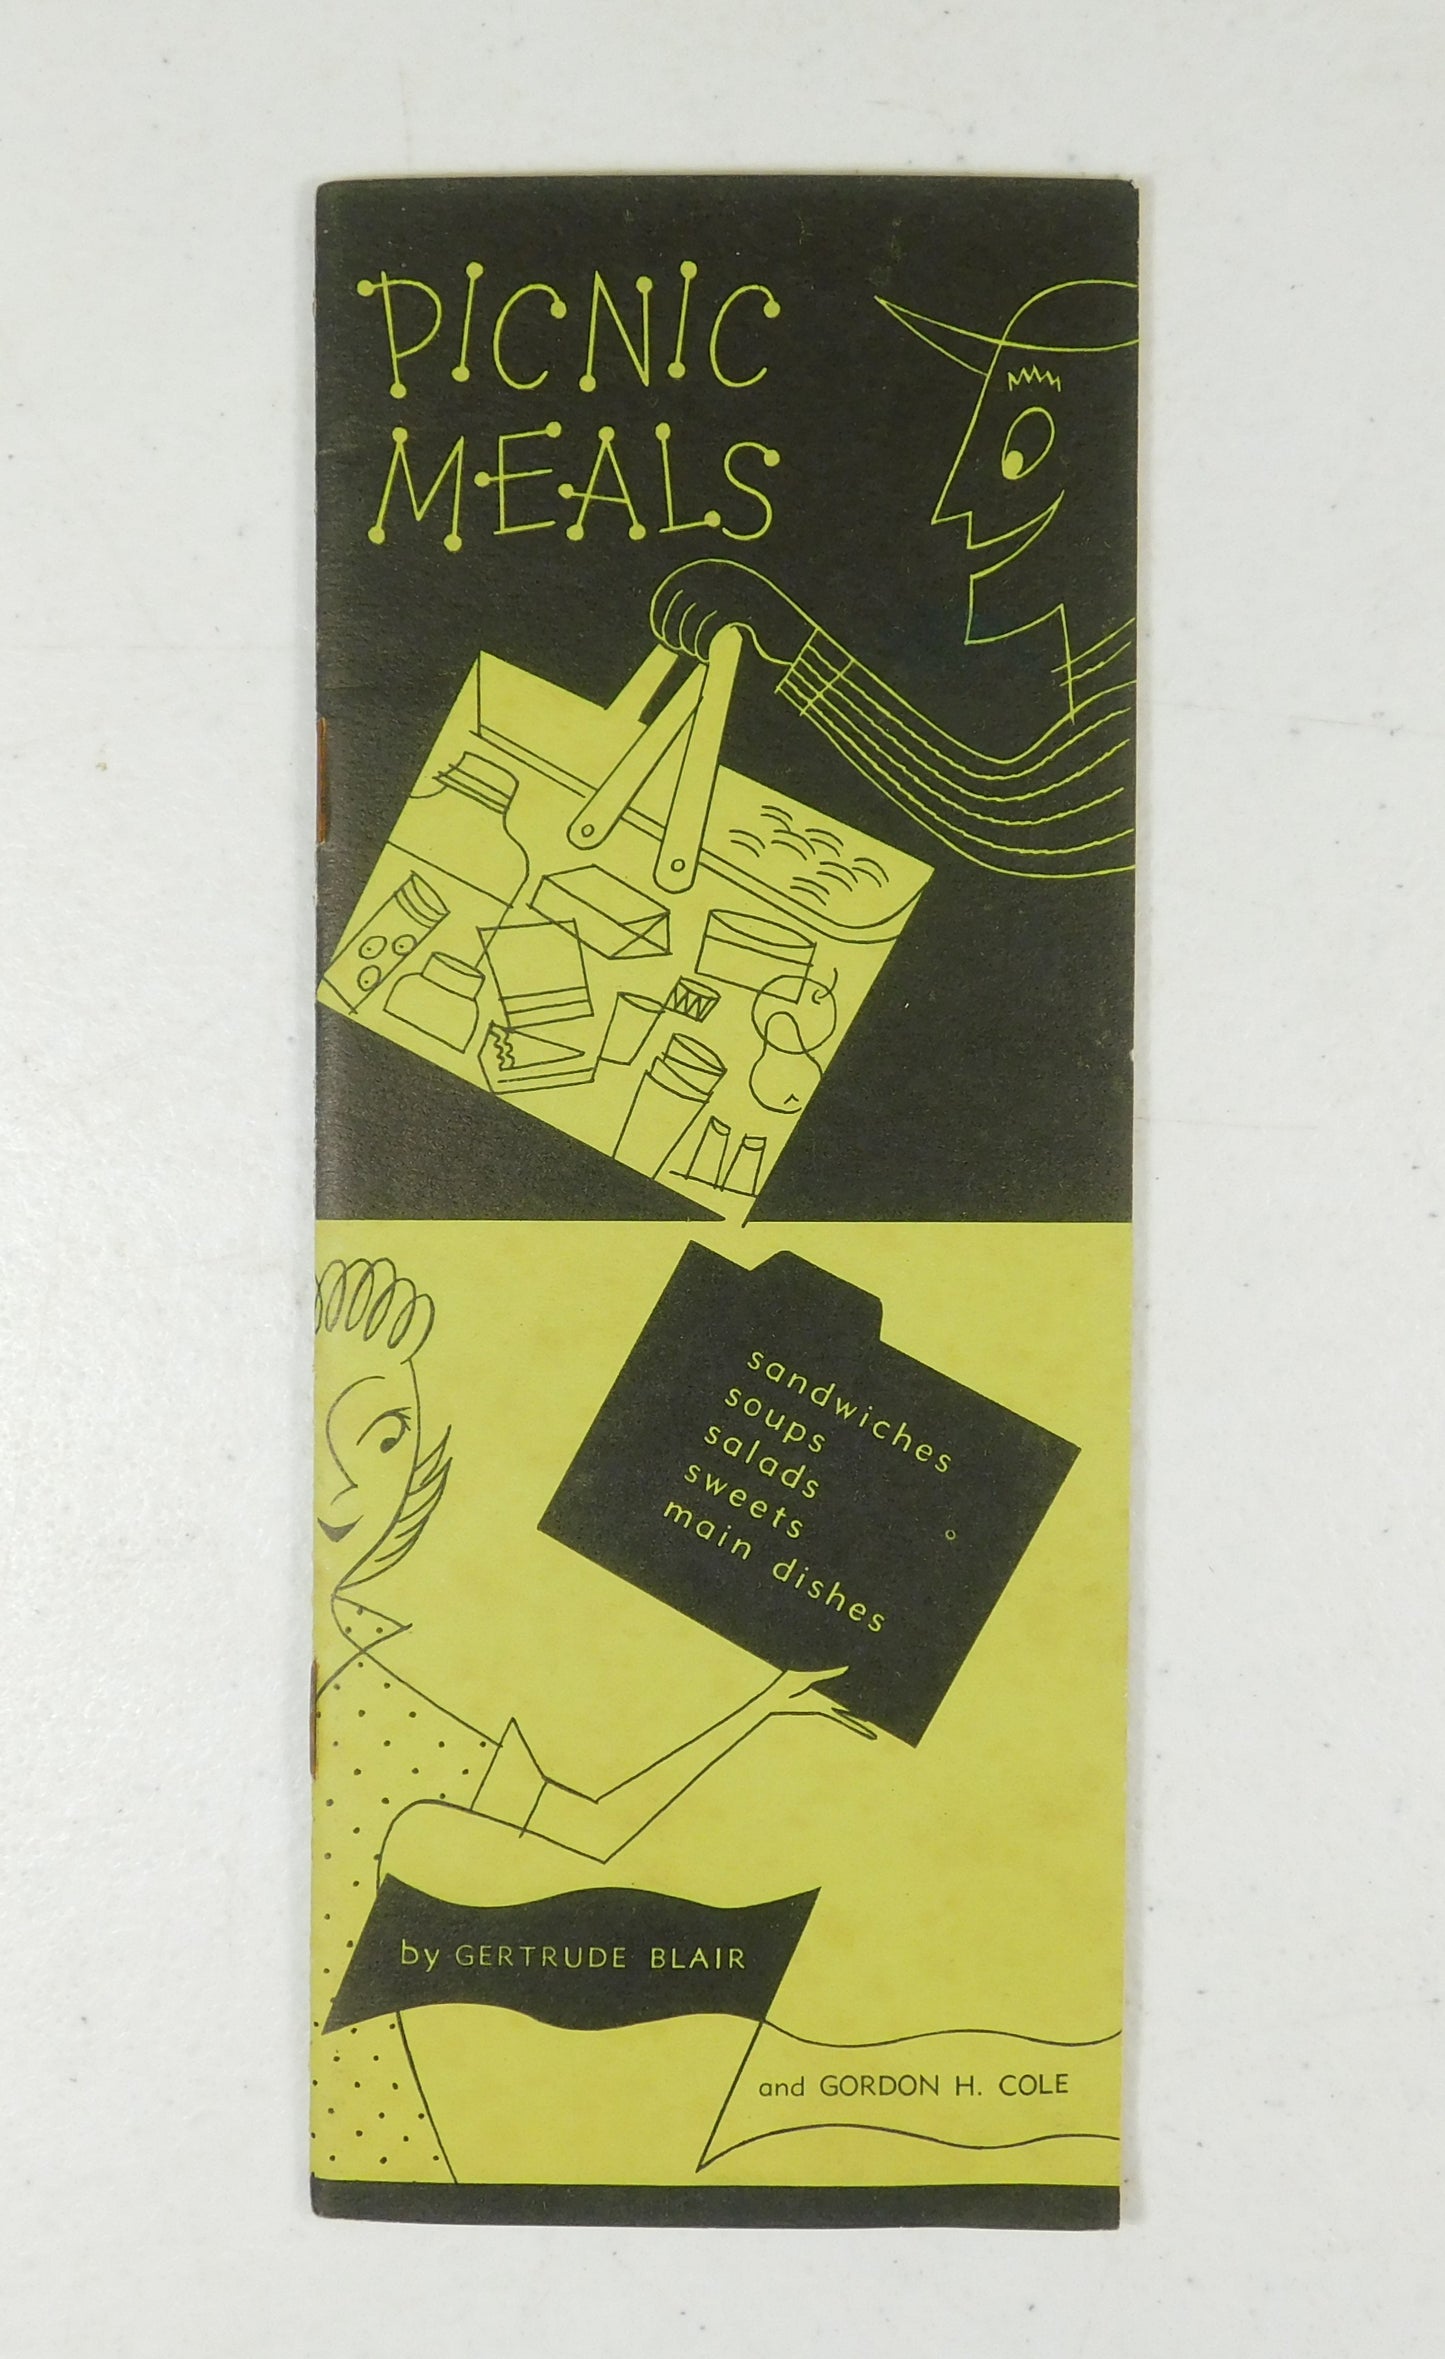 PICNIC
MEALS
sandwiches
soups
salads
sweets
main dishes
by GERTRUDE BLAIR
and GORDON H. COLE